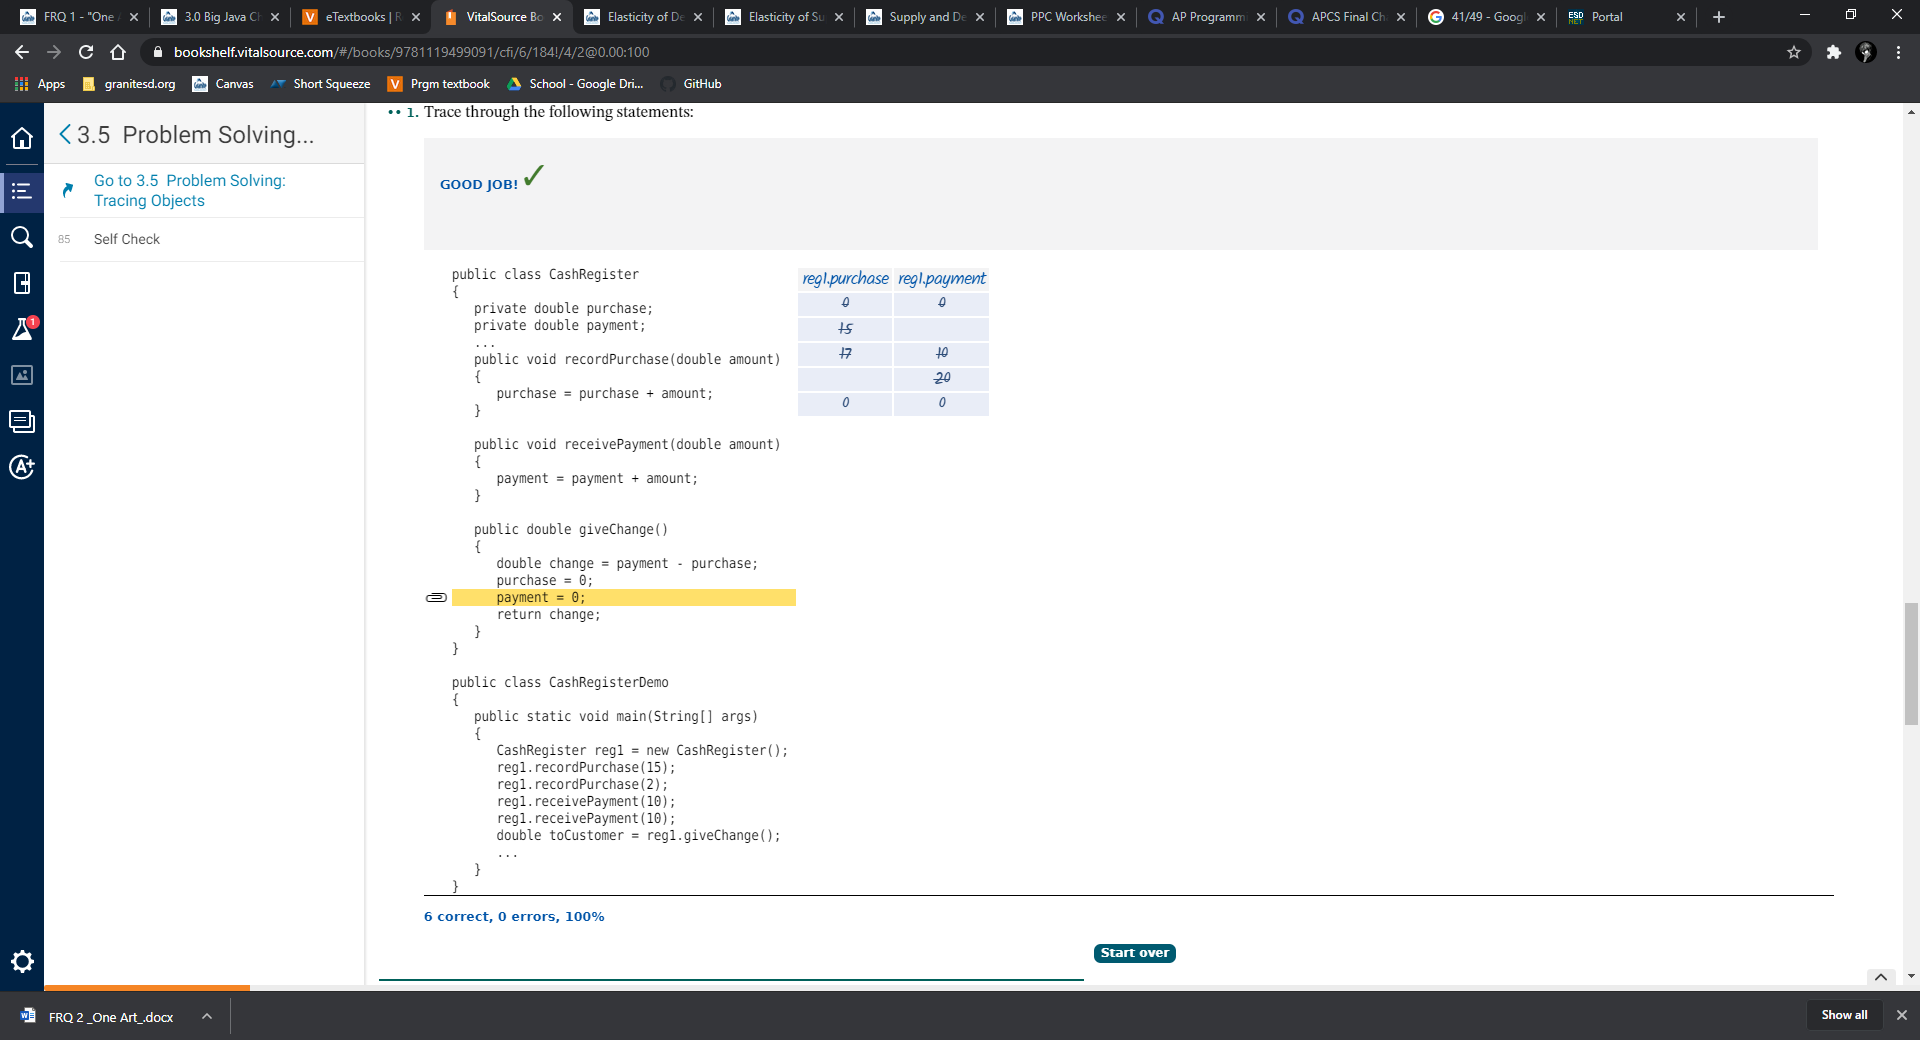 FRQ 1 - "One A
3.0 Big Java Ch
eTextbooks | R
VitalSource Bo
Elasticity of De
Elasticity of Su
Supply and De
PPC Workshee
AP Programmi
APCS Final Ch
41/49 - Googl
ESD
NET
Portal
bookshelf.vitalsource.com/#/books/9781119499091/cfi/6/184!/4/2@0.00:100
Apps
granitesd.org
Canvas
Short Squeeze
Prgm textbook
School - Google Dri...
GitHub
3.5 Problem Solving...
Go to 3.5 Problem Solving:
Tracing Objects
85 Self Check
1
A+
•• 1. Trace through the following statements:
GOOD JOB! ✓
public class CashRegister
{
private double purchase;
private double payment;
...
public void recordPurchase(double amount)
{
purchase = purchase + amount;
}
public void receivePayment(double amount)
{
payment = payment + amount;
}
public double giveChange()
{
double change = payment - purchase;
purchase = 0;
payment = 0;
return change;
}
}
reg1.purchase reg1.payment
0 0
15
17 10
20
0 0
public class CashRegisterDemo
{
public static void main(String[] args)
{
CashRegister reg1 = new CashRegister();
reg1.recordPurchase(15);
reg1.recordPurchase(2);
reg1.receivePayment(10);
reg1.receivePayment(10);
double toCustomer = reg1.giveChange();
...
}
}
6 correct, 0 errors, 100%
Start over
FRQ 2 _One Art_.docx
Show all